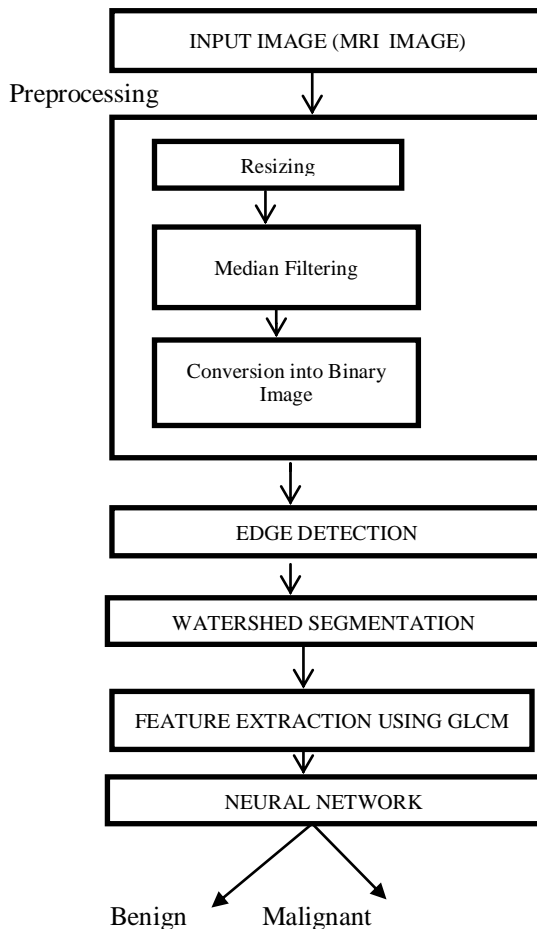 INPUT IMAGE (MRI IMAGE)
Preprocessing
Resizing
Median Filtering
Conversion into Binary
Image
EDGE DETECTION
WATERSHED SEGMENTATION
FEATURE EXTRACTION USING GLCM
NEURAL NETWORK
Benign Malignant